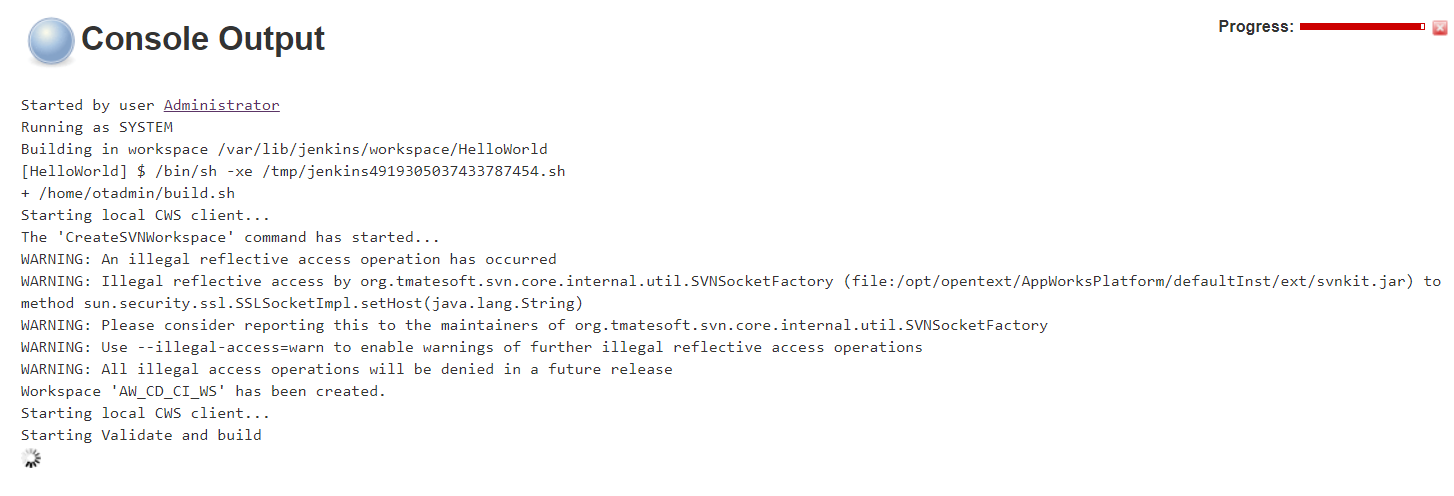 Console Output
Progress:
Started by user Administrator
Running as SYSTEM
Building in workspace /var/lib/jenkins/workspace/HelloWorld
[HelloWorld] $ /bin/sh -xe /tmp/jenkins4919305037433787454.sh
+ /home/otadmin/build.sh
Starting local CWS client...
The 'CreateSVNWorkspace' command has started...
WARNING: An illegal reflective access operation has occurred
WARNING: Illegal reflective access by org.tmatesoft.svn.core.internal.util.SVNSocketFactory (file:/opt/opentext/AppWorksPlatform/defaultInst/ext/svnkit.jar) to
method sun.security.ssl.SSLSocketImpl.setHost(java.lang.String)
WARNING: Please consider reporting this to the maintainers of org.tmatesoft.svn.core.internal.util.SVNSocketFactory
WARNING: Use --illegal-access=warn to enable warnings of further illegal reflective access operations
WARNING: All illegal access operations will be denied in a future release
Workspace 'AW_CD_CI_WS' has been created.
Starting local CWS client...
Starting Validate and build